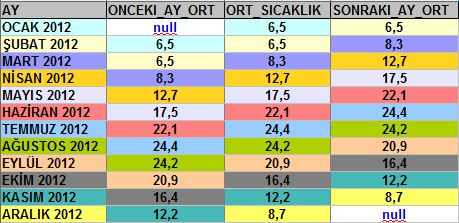 AY ONCEKI_AY_ORT ORT_SICAKLIK SONRAKI_AY_ORT
OCAK 2012 null 6,5 6,5
ŞUBAT 2012 6,5 6,5 8,3
MART 2012 6,5 8,3 12,7
NİSAN 2012 8,3 12,7 17,5
MAYIS 2012 12,7 17,5 22,1
HAZİRAN 2012 17,5 22,1 24,4
TEMMUZ 2012 22,1 24,4 24,2
AĞUSTOS 2012 24,4 24,2 20,9
EYLÜL 2012 24,2 20,9 16,4
EKİM 2012 20,9 16,4 12,2
KASIM 2012 16,4 12,2 8,7
ARALIK 2012 12,2 8,7 null